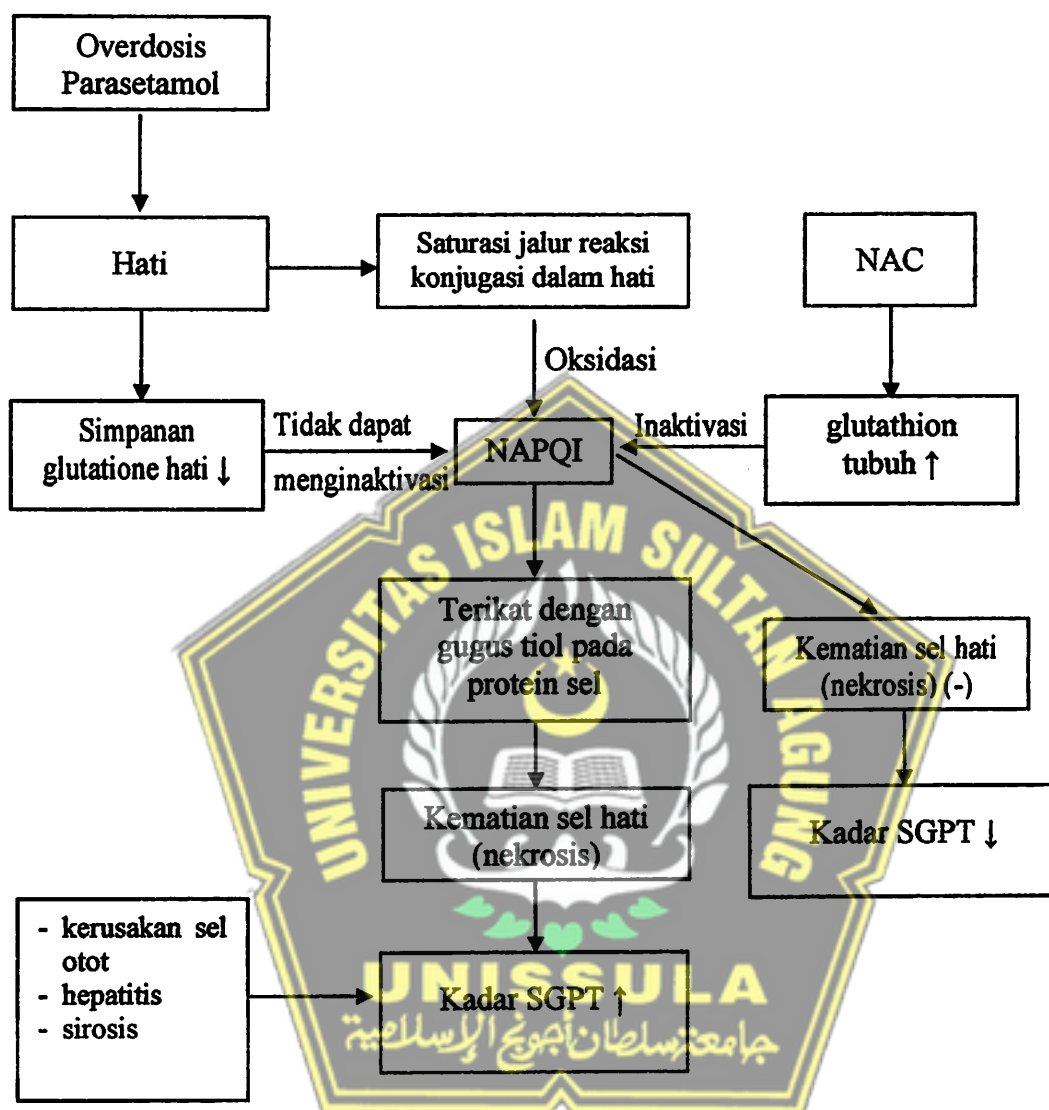 Overdosis
Parasetamol
Hati
Saturasi jalur reaksi
konjugasi dalam hati
NAC
Oksidasi
Simpanan
glutatione hati ↓
Tidak dapat
menginaktivasi
NAPQI
Inaktivasi
glutathion
tubuh ↑
UNIVERSITAS ISLAM SULTAN AGUNG
Terikat dengan
gugus tiol pada
protein sel
Kematian sel hati
(nekrosis) (-)
Kematian sel hati
(nekrosis)
Kadar SGPT ↓
- kerusakan sel
otot
- hepatitis
- sirosis
UNISSULA
Kadar SGPT ↑
جامعنسلطان أجونج الإسلامية